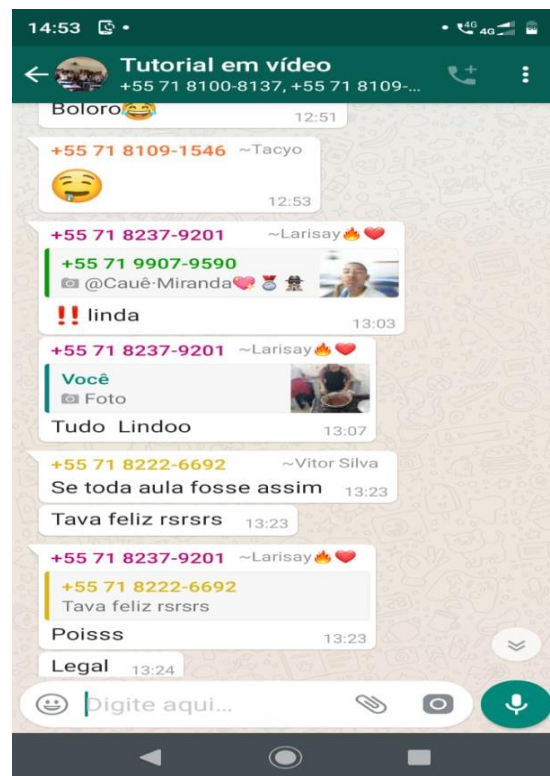 14:53
4G 4G
Tutorial em vídeo
+55 71 8100-8137, +55 71 8109-...
Boloro😂
12:51
+55 71 8109-1546 ~Tacyo
🤤
12:53
+55 71 8237-9201 ~Larisay🔥❤️
+55 71 9907-9590
@Cauê·Miranda💘🏅🕵
‼️ linda
13:03
+55 71 8237-9201 ~Larisay🔥❤️
Você
Foto
Tudo Lindoo
13:07
+55 71 8222-6692 ~Vitor Silva
Se toda aula fosse assim 13:23
Tava feliz rsrsrs 13:23
+55 71 8237-9201 ~Larisay🔥❤️
+55 71 8222-6692
Tava feliz rsrsrs
Poisss
13:23
Legal 13:24
Digite aqui...